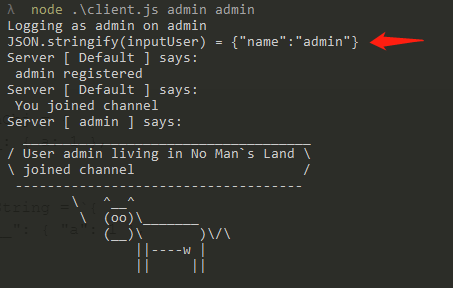 λ  node .\client.js admin admin
Logging as admin on admin
JSON.stringify(inputUser) = {"name":"admin"}
Server [ Default ] says:
 admin registered
Server [ Default ] says:
 You joined channel
Server [ admin ] says:
  ____________________________________
/ User admin living in No Man`s Land \
\ joined channel                     /
 ------------------------------------
        \   ^__^
         \  (oo)\_______
            (__)\       )\/\
                ||----w |
                ||     ||